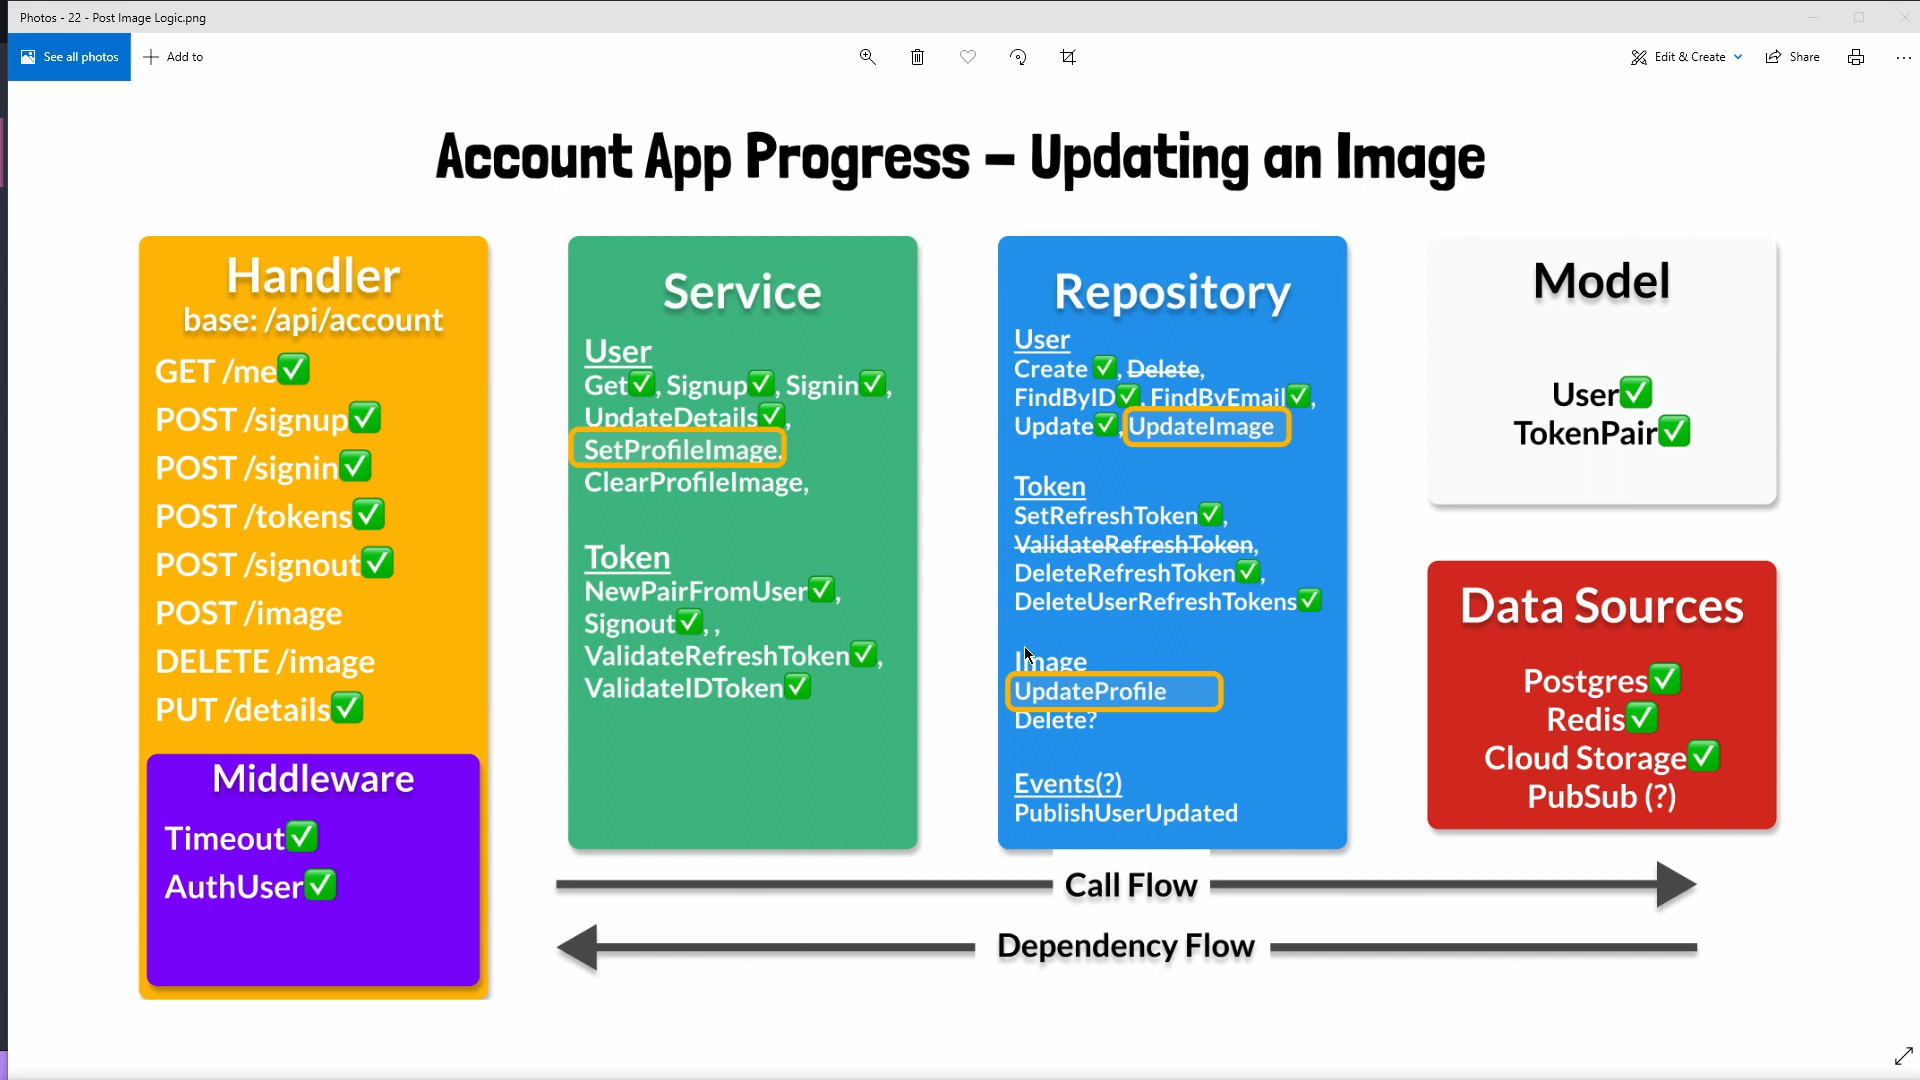 Photos - 22 - Post Image Logic.png
See all photos
Add to
Edit & Create
Share
Account App Progress – Updating an Image
Handler
base: /api/account
GET /me✅
POST /signup✅
POST /signin✅
POST /tokens✅
POST /signout✅
POST /image
DELETE /image
PUT /details✅
Middleware
Timeout✅
AuthUser✅
Service
User
Get✅, Signup✅, Signin✅,
UpdateDetails✅,
SetProfileImage,
ClearProfileImage,
Token
NewPairFromUser✅,
Signout✅, ,
ValidateRefreshToken✅,
ValidateIDToken✅
Repository
User
Create ✅, Delete,
FindByID✅, FindByEmail✅,
Update✅, UpdateImage
Token
SetRefreshToken✅,
ValidateRefreshToken,
DeleteRefreshToken✅,
DeleteUserRefreshTokens✅
Image
UpdateProfile
Delete?
Events(?)
PublishUserUpdated
Model
User✅
TokenPair✅
Data Sources
Postgres✅
Redis✅
Cloud Storage✅
PubSub (?)
Call Flow
Dependency Flow